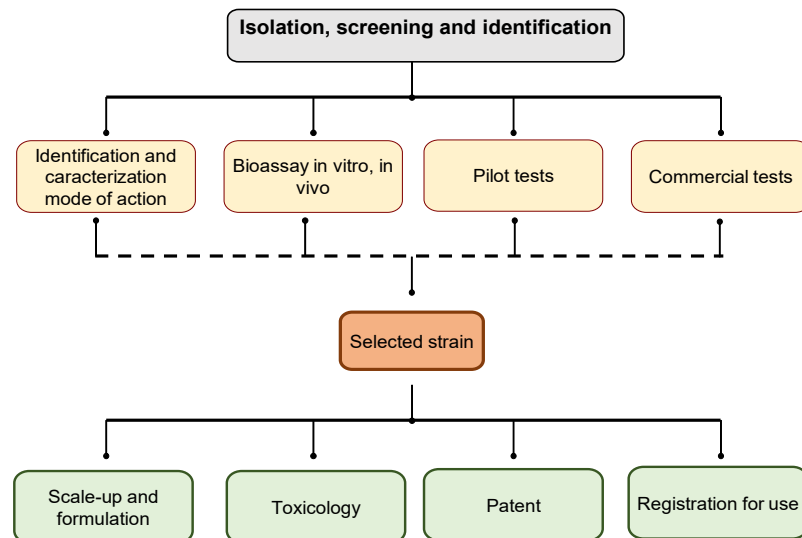 Isolation, screening and identification
Identification and
caracterization
mode of action
Bioassay in vitro, in
vivo
Pilot tests
Commercial tests
Selected strain
Scale-up and
formulation
Toxicology
Patent
Registration for use